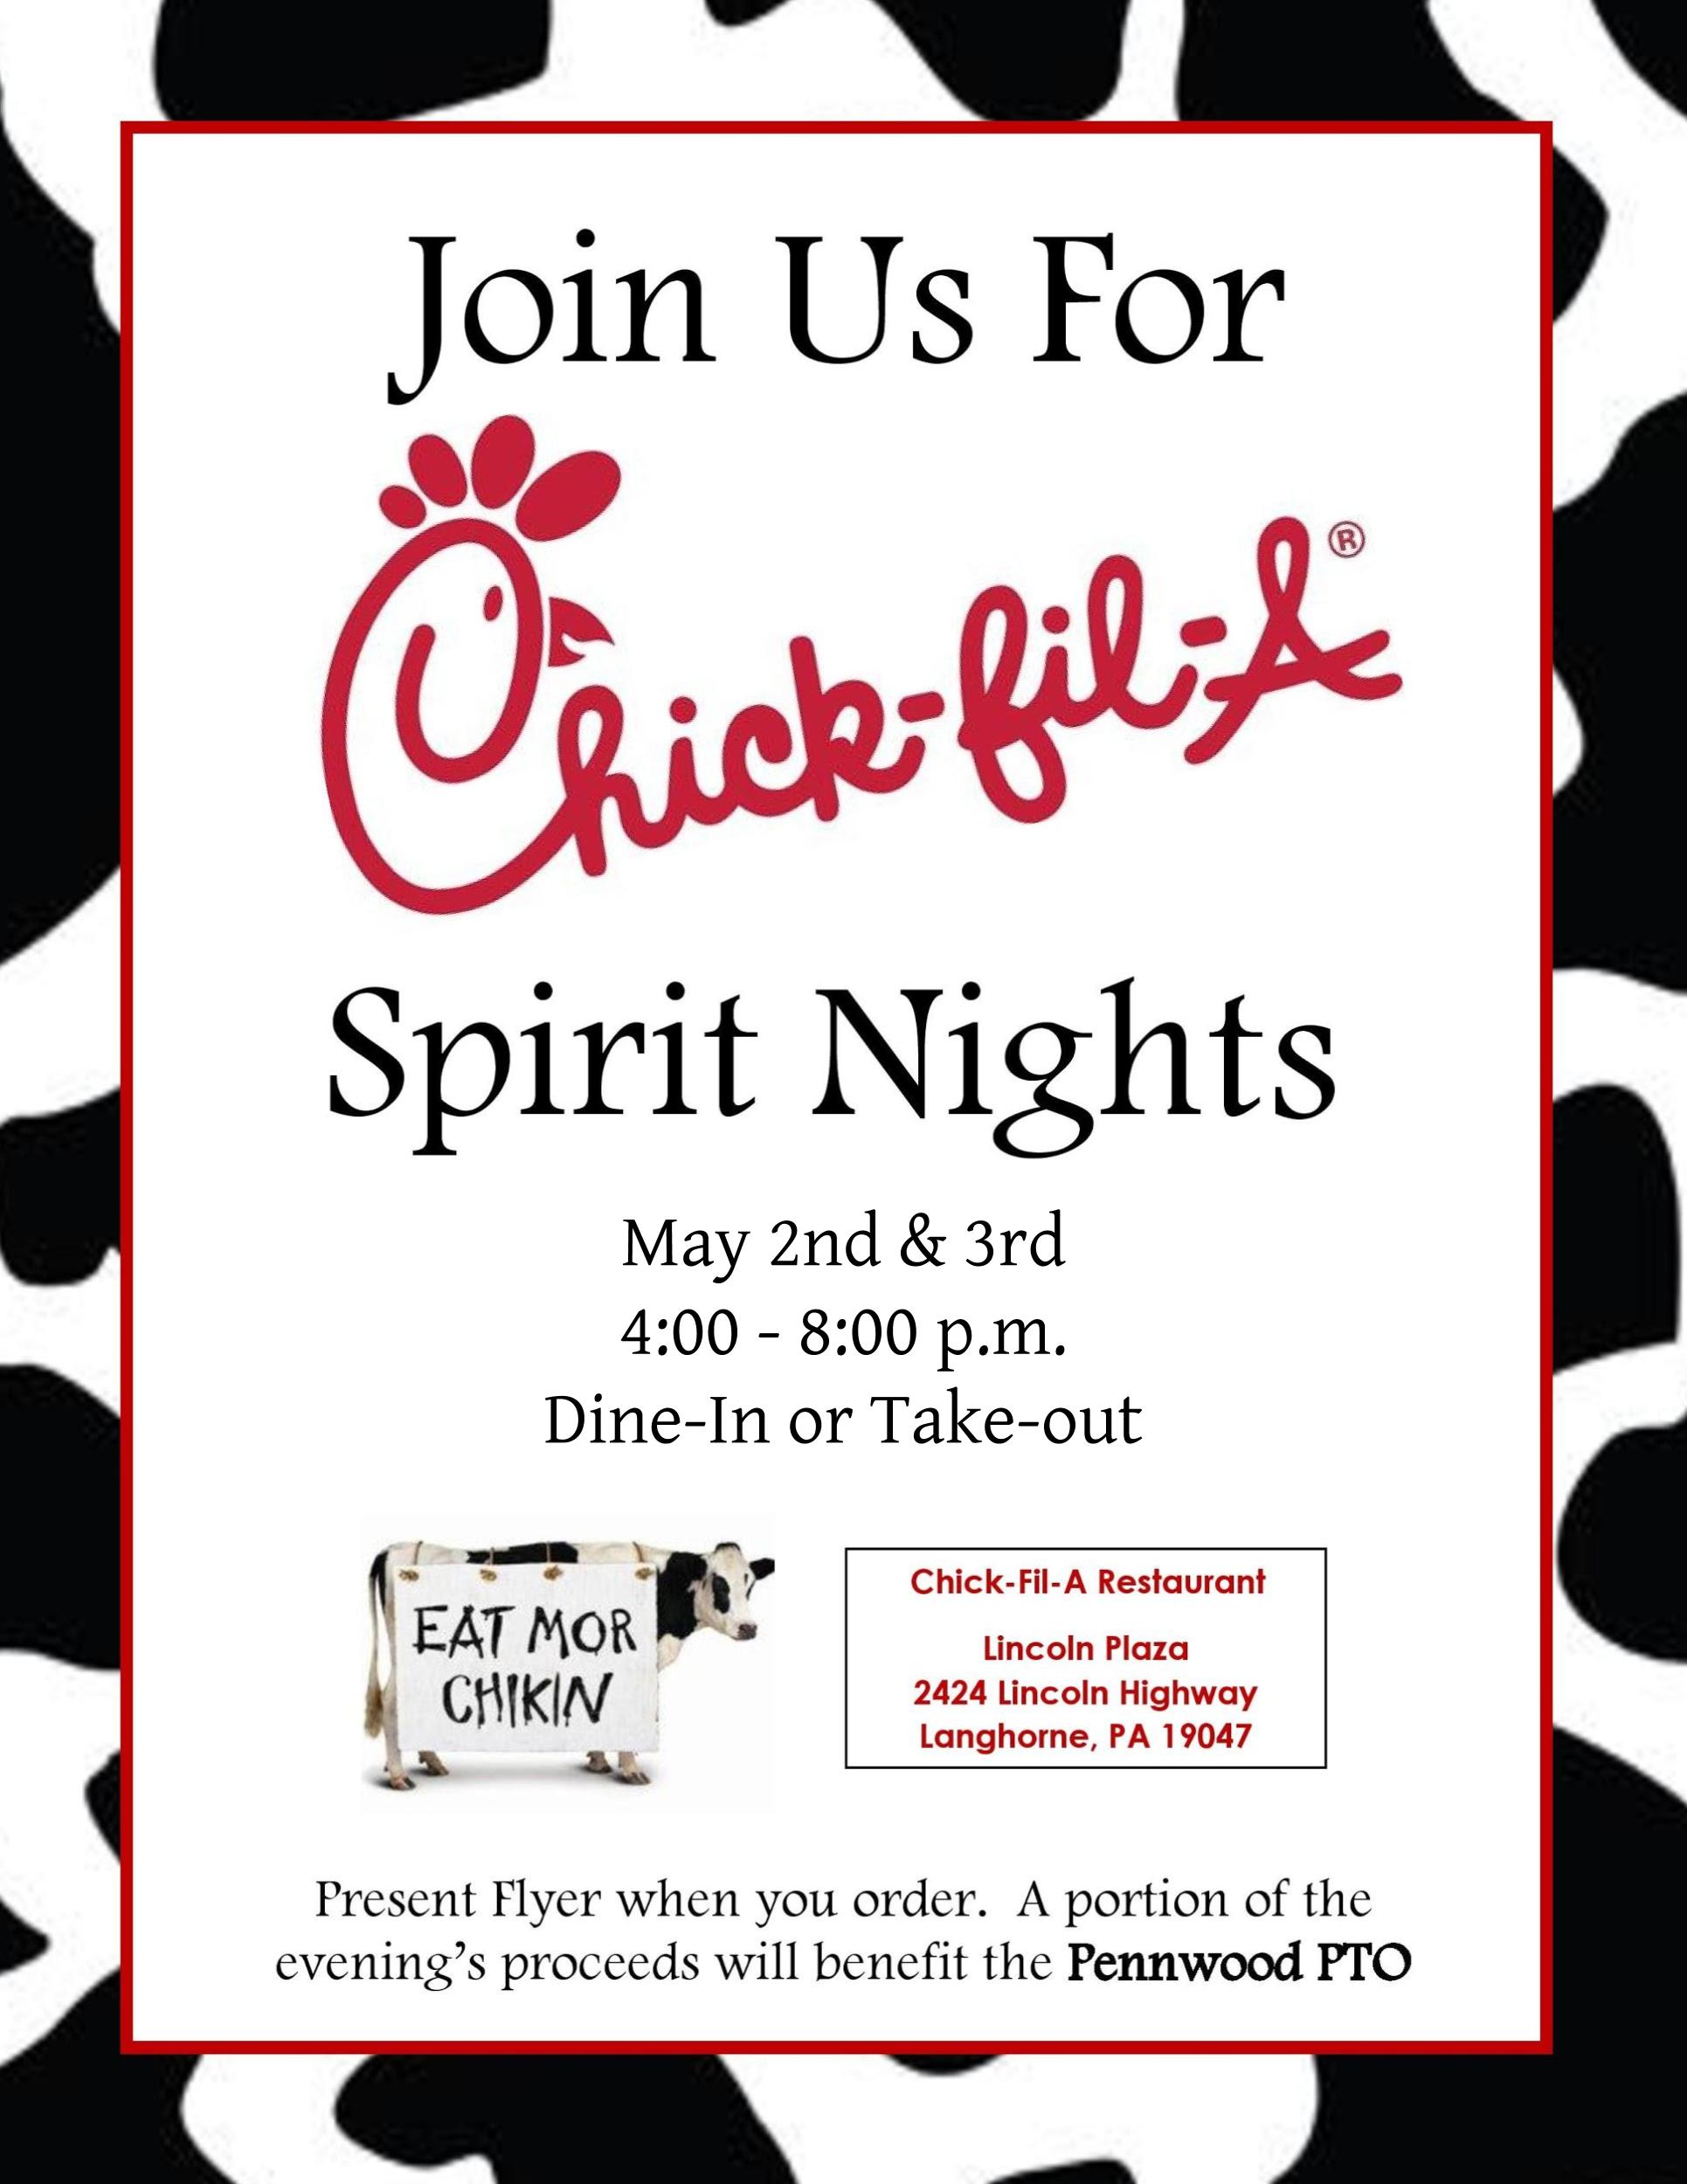 Join Us For
Chick-fil-A®
Spirit Nights
May 2nd & 3rd
4:00 - 8:00 p.m.
Dine-In or Take-out
EAT MOR
CHIKIN
Chick-Fil-A Restaurant
Lincoln Plaza
2424 Lincoln Highway
Langhorne, PA 19047
Present Flyer when you order.  A portion of the
evening's proceeds will benefit the Pennwood PTO